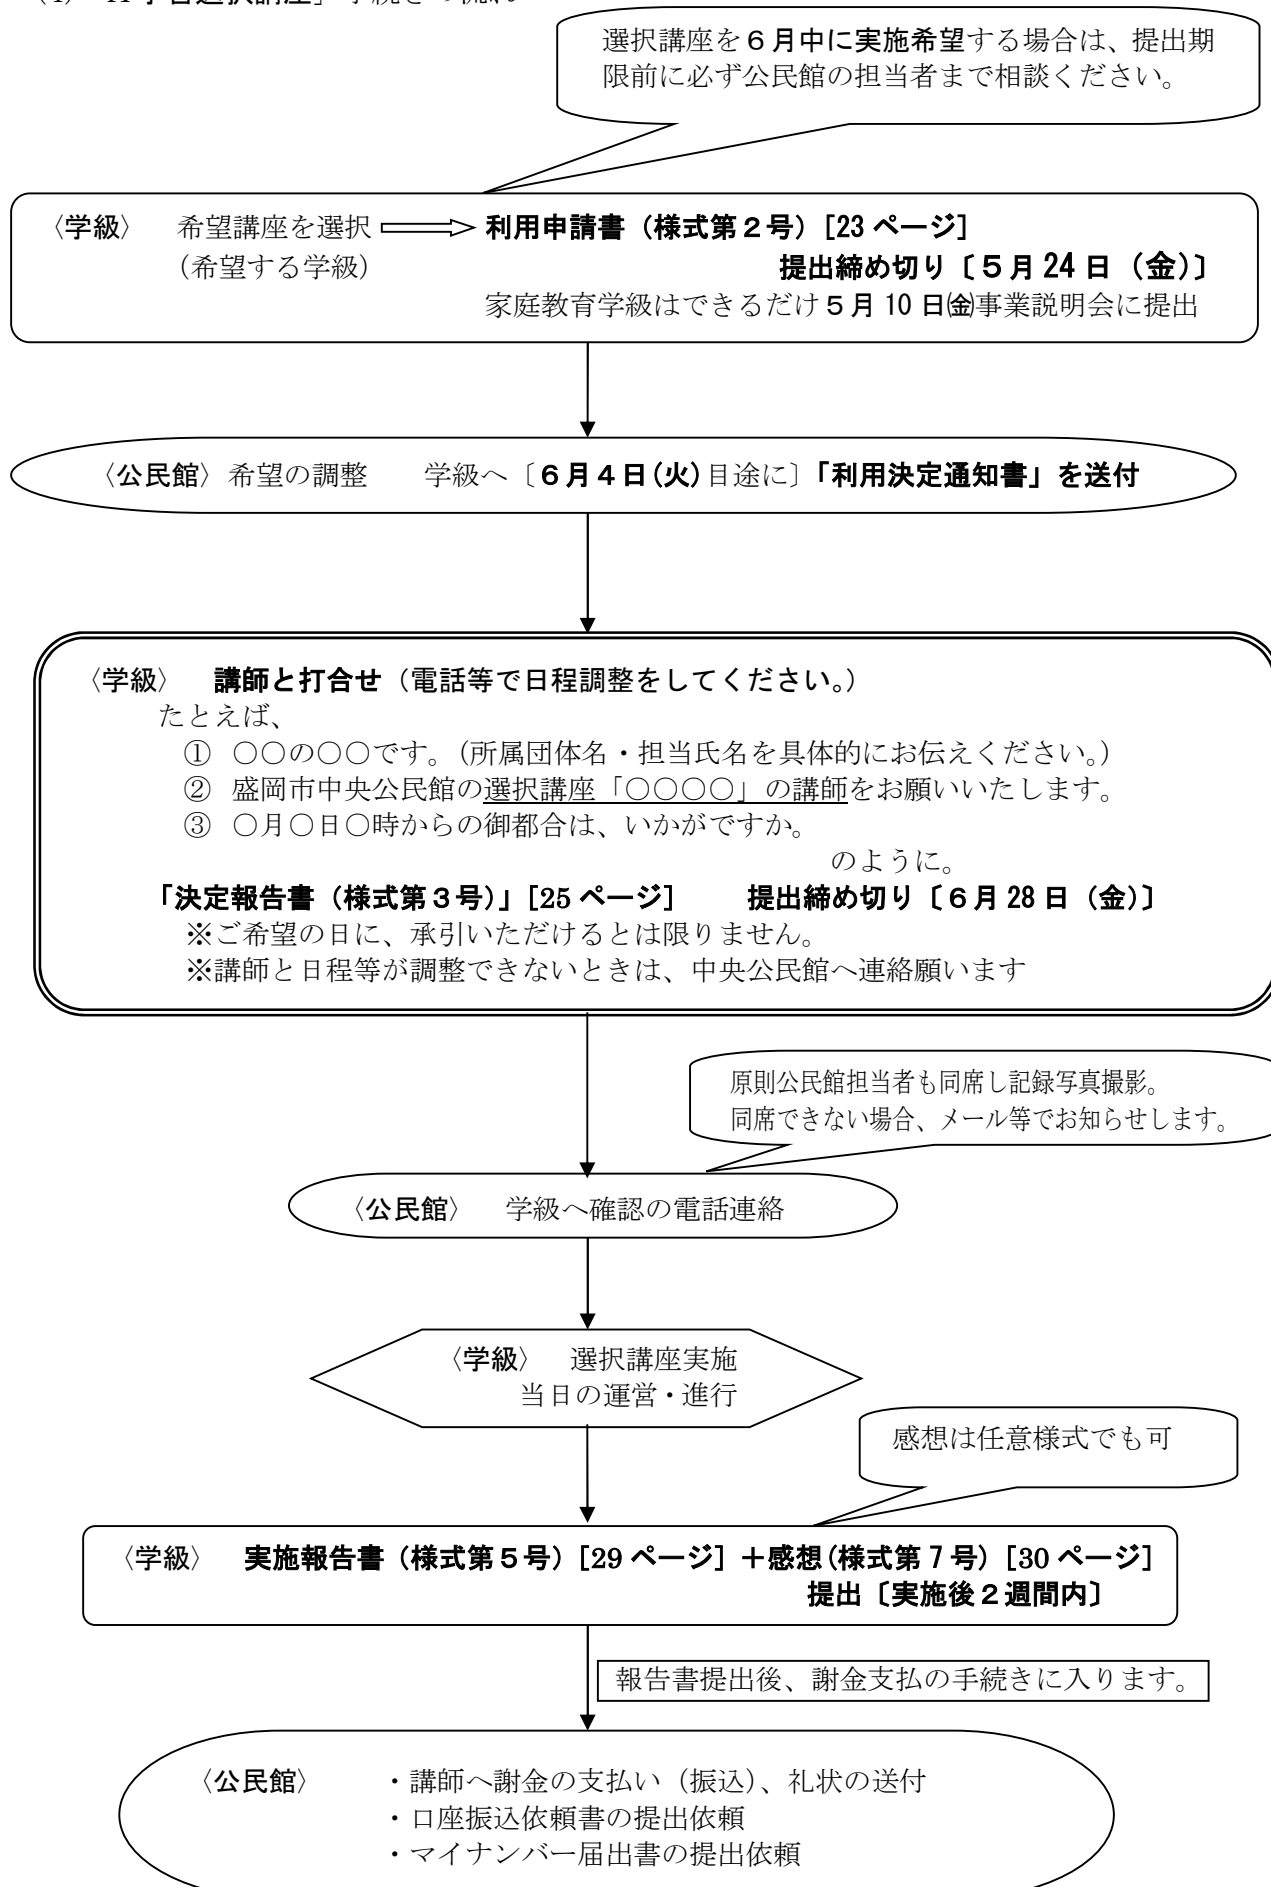 選択講座を６月中に実施希望する場合は、提出期
限前に必ず公民館の担当者まで相談ください。
〈学級〉　希望講座を選択　利用申請書（様式第２号）[23 ページ]
（希望する学級）　提出締め切り〔５月 24 日（金）〕
家庭教育学級はできるだけ５月 10 日㈮事業説明会に提出
〈公民館〉希望の調整　学級へ〔６月４日(火)目途に〕「利用決定通知書」を送付
〈学級〉　講師と打合せ（電話等で日程調整をしてください。）
たとえば、
①　○○の○○です。（所属団体名・担当氏名を具体的にお伝えください。）
②　盛岡市中央公民館の選択講座「○○○○」の講師をお願いいたします。
③　○月○日○時からの御都合は、いかがですか。
のように。
「決定報告書（様式第３号）」[25 ページ]　提出締め切り〔６月 28 日（金）〕
※ご希望の日に、承引いただけるとは限りません。
※講師と日程等が調整できないときは、中央公民館へ連絡願います
原則公民館担当者も同席し記録写真撮影。
同席できない場合、メール等でお知らせします。
〈公民館〉　学級へ確認の電話連絡
〈学級〉　選択講座実施
当日の運営・進行
感想は任意様式でも可
〈学級〉　実施報告書（様式第５号）[29 ページ] ＋感想(様式第７号）[30 ページ]
提出〔実施後２週間内〕
報告書提出後、謝金支払の手続きに入ります。
〈公民館〉　・講師へ謝金の支払い（振込）、礼状の送付
・口座振込依頼書の提出依頼
・マイナンバー届出書の提出依頼